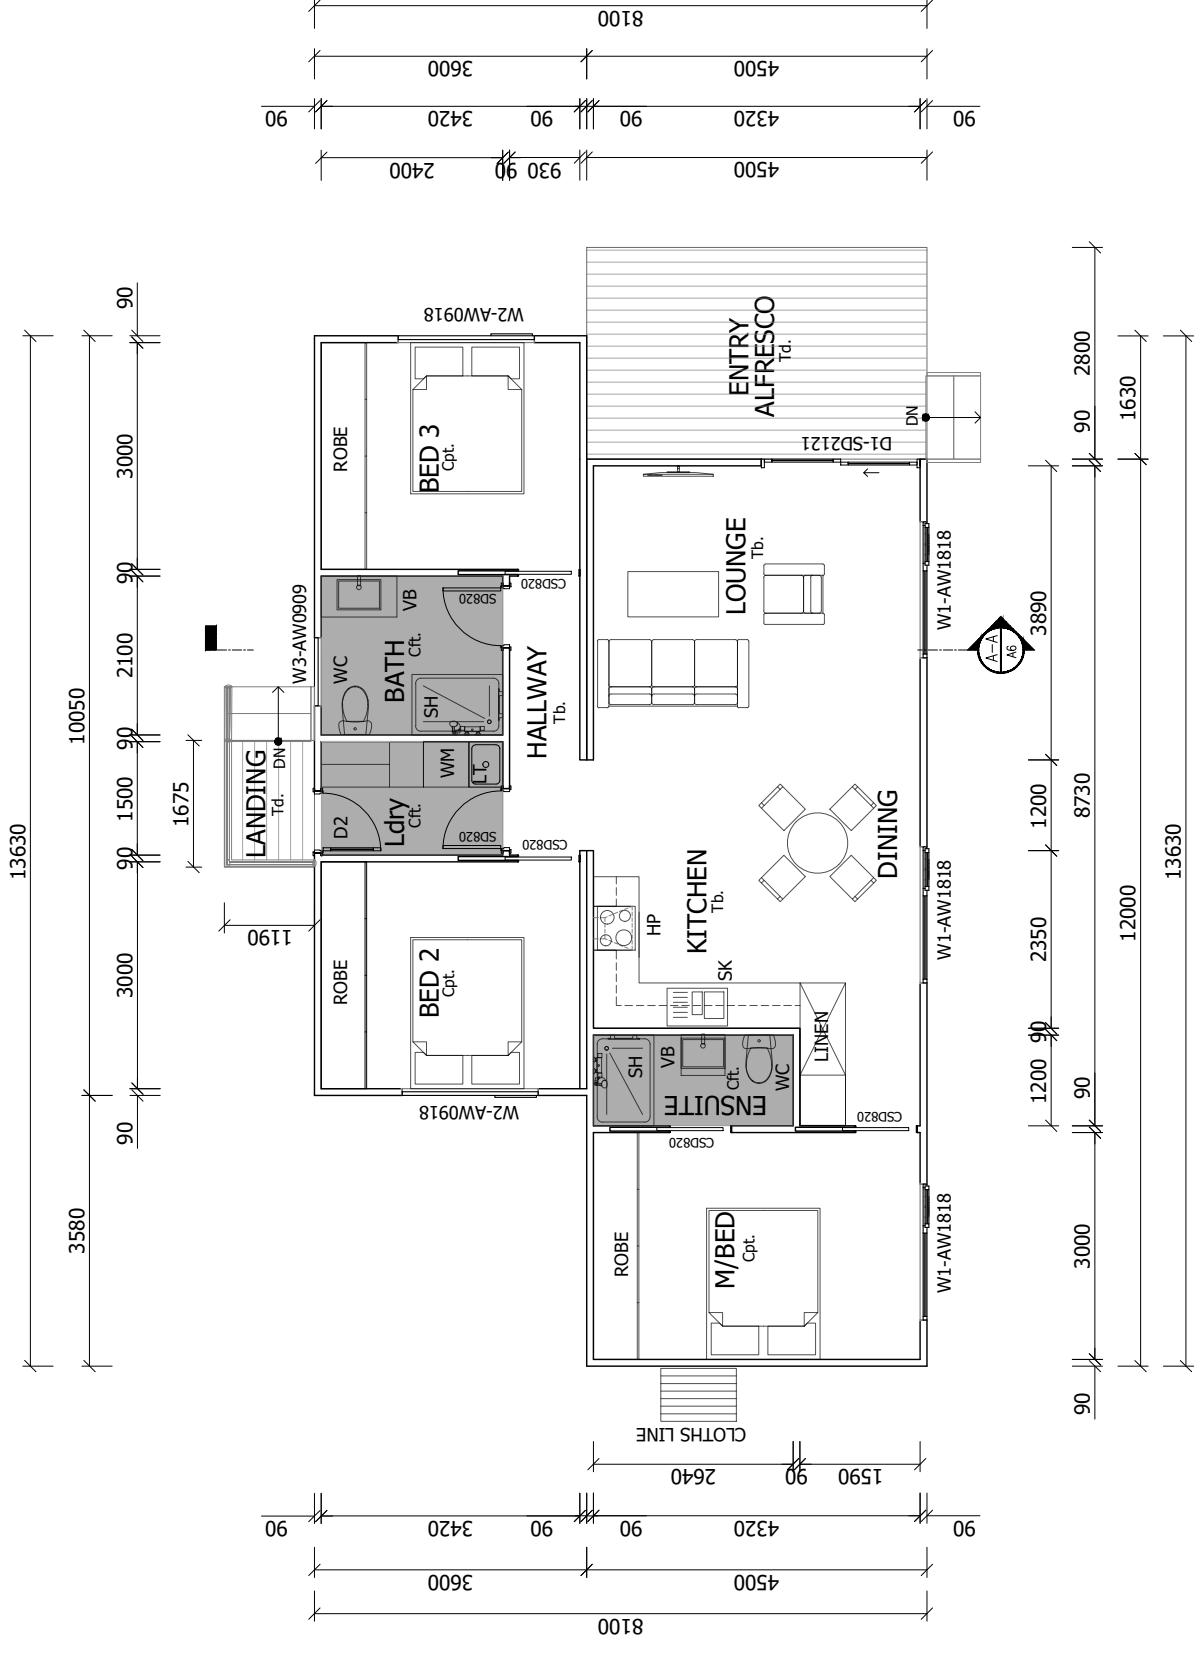 8100
3600
4500
90
3420
90
90
4320
90
2400
90
930
4500
13630
10050
3580
90
3000
90
2100
90
1500
90
3000
90
1675
1190
W3-AW0909
W2-AW0918
W2-AW0918
LANDING
Td.
DN
ROBE
BED 3
Cpt.
CSD820
SD820
VB
WC
BATH
Cft.
SH
HALLWAY
Tb.
WM
LT
D2
Ldry
Cft.
SD820
CSD820
ROBE
BED 2
Cpt.
ENTRY
ALFRESCO
Td.
DN
D1-SD2121
LOUNGE
Tb.
W1-AW1818
A-A
A6
DINING
KITCHEN
Tb.
HP
SK
LINEN
W1-AW1818
SH
VB
Cft.
WC
ENSUITE
CSD820
CSD820
ROBE
M/BED
Cpt.
W1-AW1818
CLOTHS LINE
3890
1200
2350
90
1200
2800
90
8730
90
3000
90
1630
12000
13630
2640
90
1590
90
3420
90
90
4320
90
3600
4500
8100